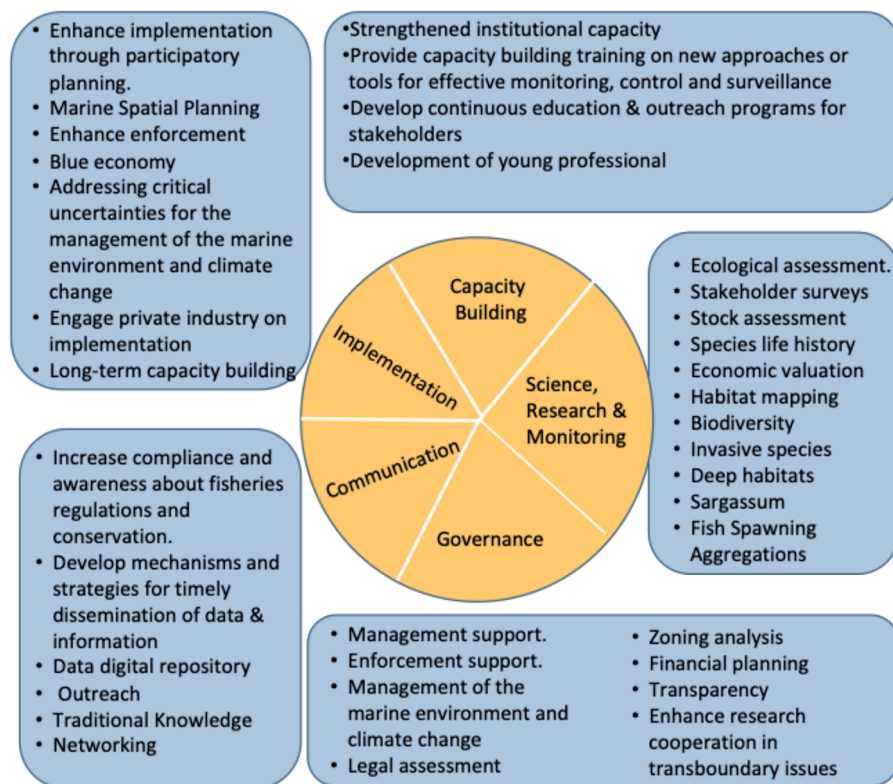 • Enhance implementation
through participatory
planning.
• Marine Spatial Planning
• Enhance enforcement
• Blue economy
• Addressing critical
uncertainties for the
management of the marine
environment and climate
change
• Engage private industry on
implementation
• Long-term capacity building
•Strengthened institutional capacity
•Provide capacity building training on new approaches or
tools for effective monitoring, control and surveillance
•Develop continuous education & outreach programs for
stakeholders
•Development of young professional
Capacity
Building
Implementation
Science,
Research &
Monitoring
Communication
Governance
• Ecological assessment.
• Stakeholder surveys
• Stock assessment
• Species life history
• Economic valuation
• Habitat mapping
• Biodiversity
• Invasive species
• Deep habitats
• Sargassum
• Fish Spawning
Aggregations
• Increase compliance and
awareness about fisheries
regulations and
conservation.
• Develop mechanisms and
strategies for timely
dissemination of data &
information
• Data digital repository
• Outreach
• Traditional Knowledge
• Networking
• Management support.
• Enforcement support.
• Management of the
marine environment and
climate change
• Legal assessment
• Zoning analysis
• Financial planning
• Transparency
• Enhance research
cooperation in
transboundary issues